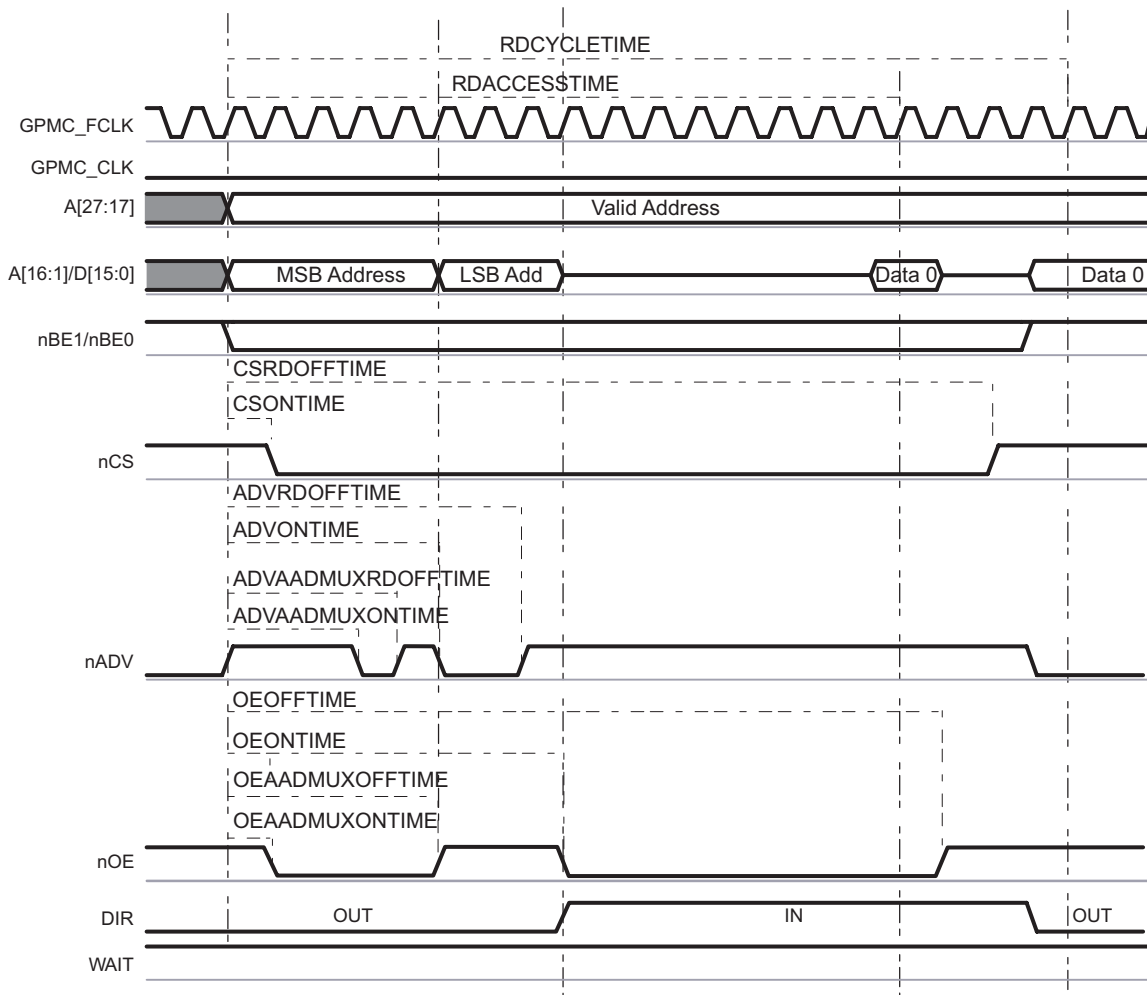 RDCYCLETIME
RDACCESSTIME
GPMC_FCLK
GPMC_CLK
A[27:17]
Valid Address
A[16:1]/D[15:0]
MSB Address
LSB Add
Data 0
Data 0
nBE1/nBE0
CSRDOFFTIME
CSONTIME
nCS
ADVRDOFFTIME
ADVONTIME
ADVAADMUXRDOFFTIME
ADVAADMUXONTIME
nADV
OEOFFTIME
OEONTIME
OEAADMUXOFFTIME
OEAADMUXONTIME
nOE
DIR
OUT
IN
OUT
WAIT